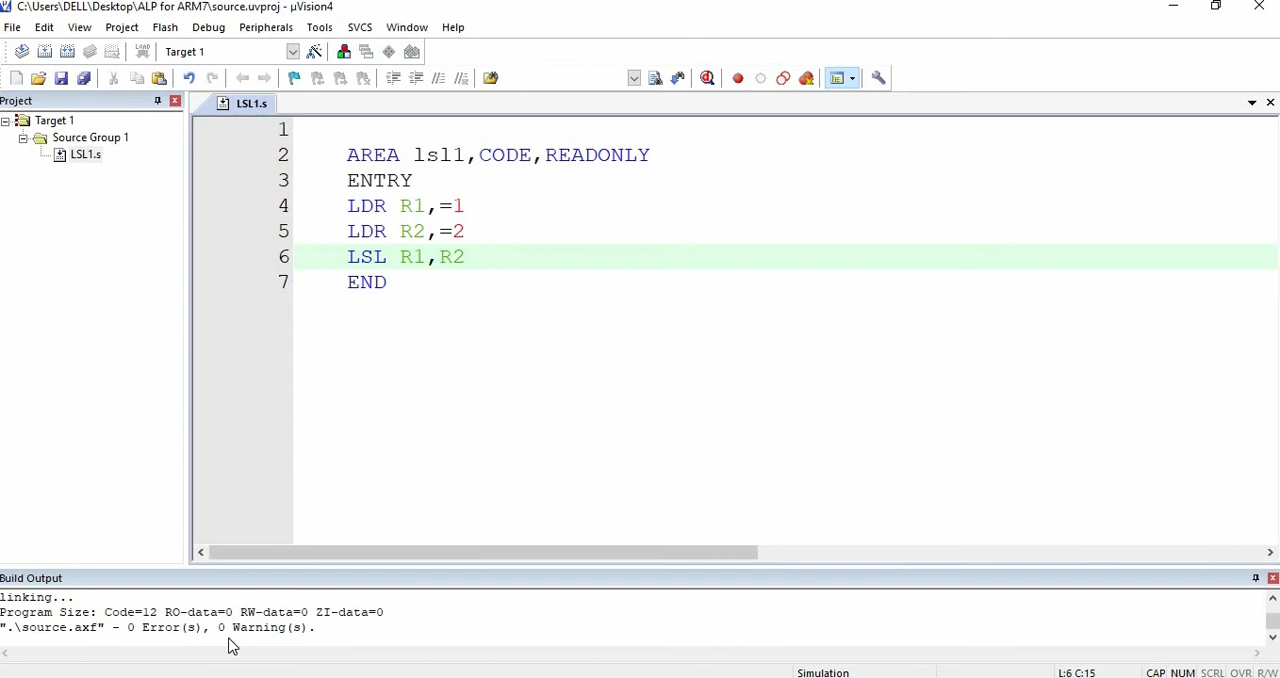 C:\Users\DELL\Desktop\ALP for ARM7\source.uvproj - µVision4
File Edit View Project Flash Debug Peripherals Tools SVCS Window Help
LOAD Target 1
Project
LSL1.s
Target 1
Source Group 1
LSL1.s
1
2 AREA lsl1,CODE,READONLY
3 ENTRY
4 LDR R1,=1
5 LDR R2,=2
6 LSL R1,R2
7 END
Build Output
linking...
Program Size: Code=12 RO-data=0 RW-data=0 ZI-data=0
".\source.axf" - 0 Error(s), 0 Warning(s).
Simulation L:6 C:15 CAP NUM SCRL OVR R/W